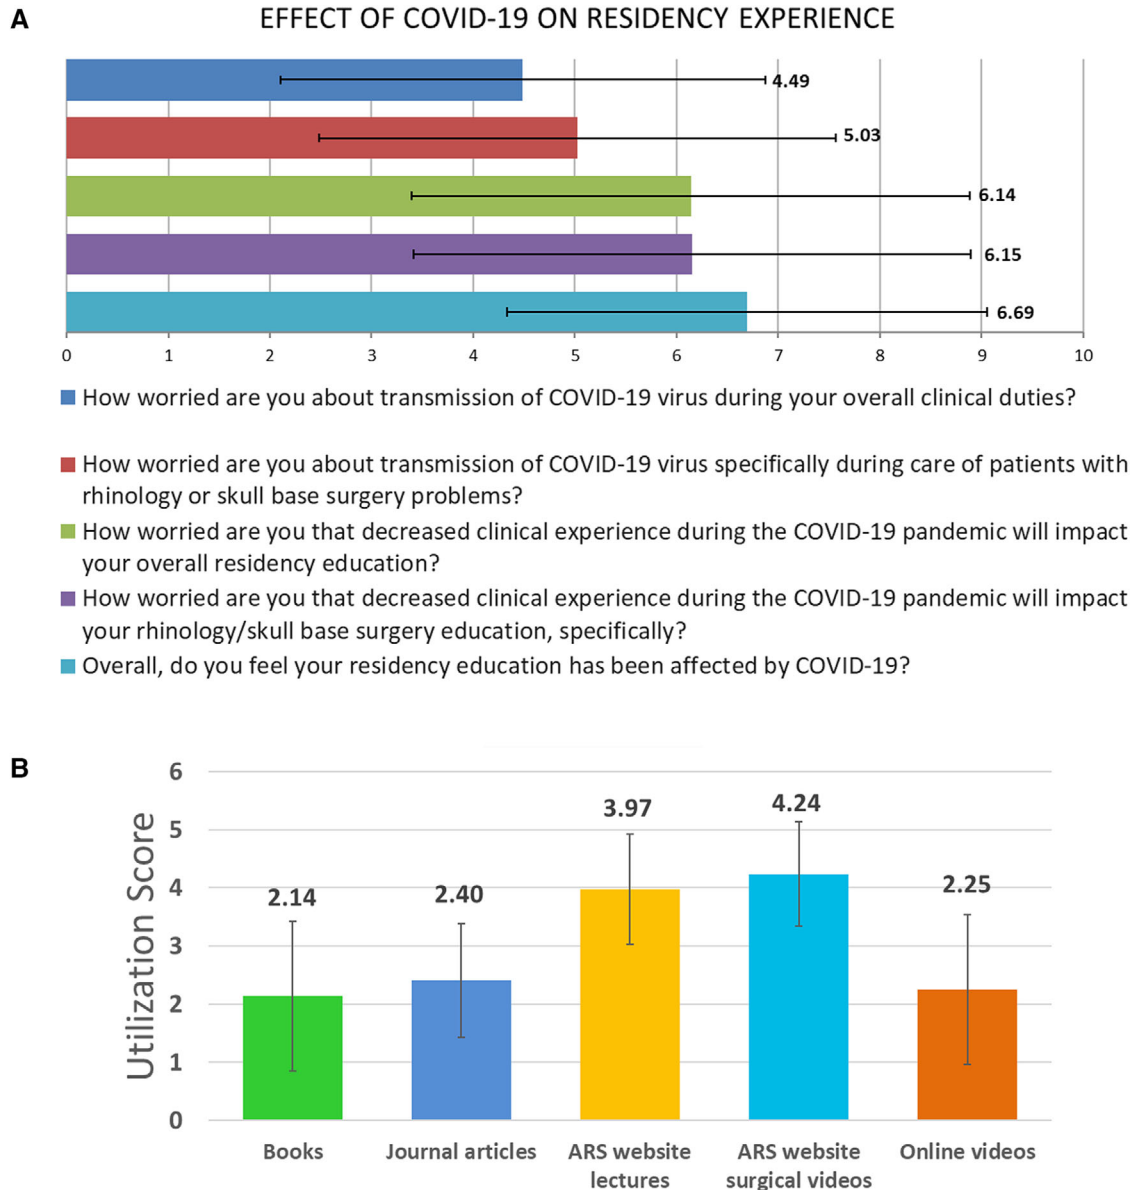 A
EFFECT OF COVID-19 ON RESIDENCY EXPERIENCE
4.49
5.03
6.14
6.15
6.69
0 1 2 3 4 5 6 7 8 9 10
How worried are you about transmission of COVID-19 virus during your overall clinical duties?
How worried are you about transmission of COVID-19 virus specifically during care of patients with
rhinology or skull base surgery problems?
How worried are you that decreased clinical experience during the COVID-19 pandemic will impact
your overall residency education?
How worried are you that decreased clinical experience during the COVID-19 pandemic will impact
your rhinology/skull base surgery education, specifically?
Overall, do you feel your residency education has been affected by COVID-19?
B
Utilization Score
6
5
4
3
2
1
0
2.14
2.40
3.97
4.24
2.25
Books
Journal articles
ARS website
lectures
ARS website
surgical videos
Online videos